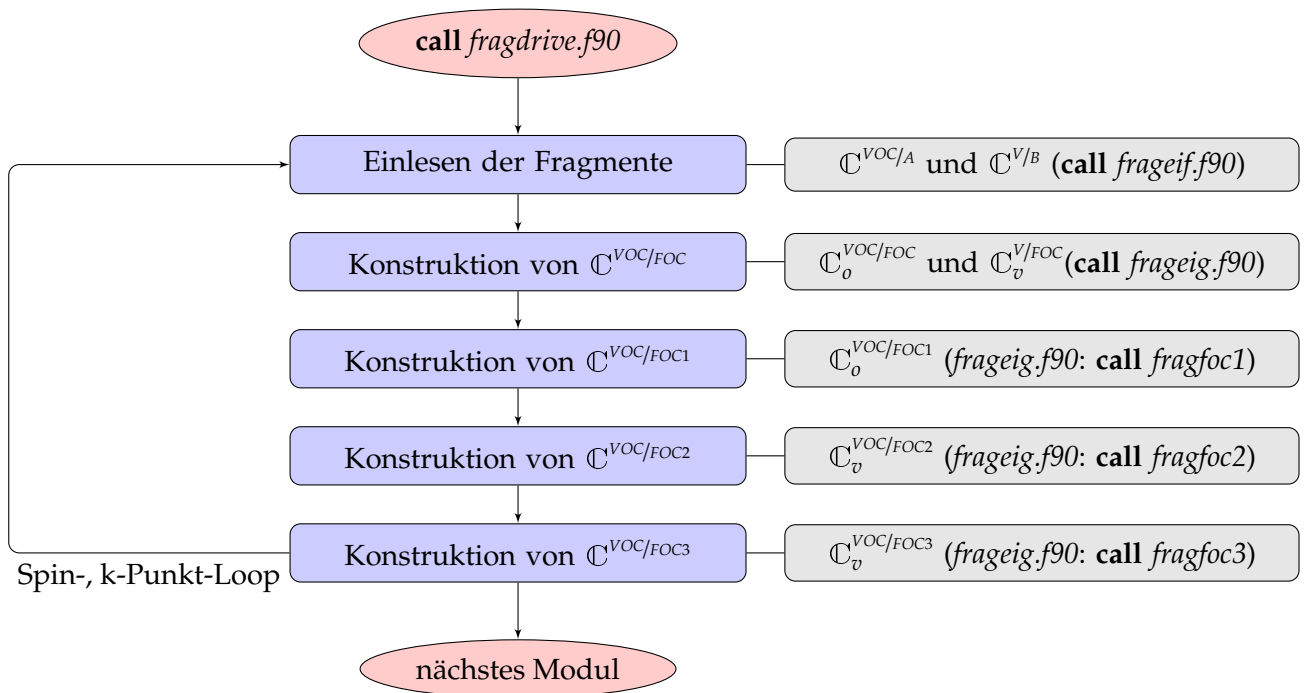 call fragdrive.f90
Einlesen der Fragmente
ℂ^{VOC/A} und ℂ^{V/B} (call frageif.f90)
Konstruktion von ℂ^{VOC/FOC}
ℂ_o^{VOC/FOC} und ℂ_v^{V/FOC}(call frageig.f90)
Konstruktion von ℂ^{VOC/FOC1}
ℂ_o^{VOC/FOC1} (frageig.f90: call fragfoc1)
Konstruktion von ℂ^{VOC/FOC2}
ℂ_v^{VOC/FOC2} (frageig.f90: call fragfoc2)
Konstruktion von ℂ^{VOC/FOC3}
ℂ_v^{VOC/FOC3} (frageig.f90: call fragfoc3)
Spin-, k-Punkt-Loop
nächstes Modul